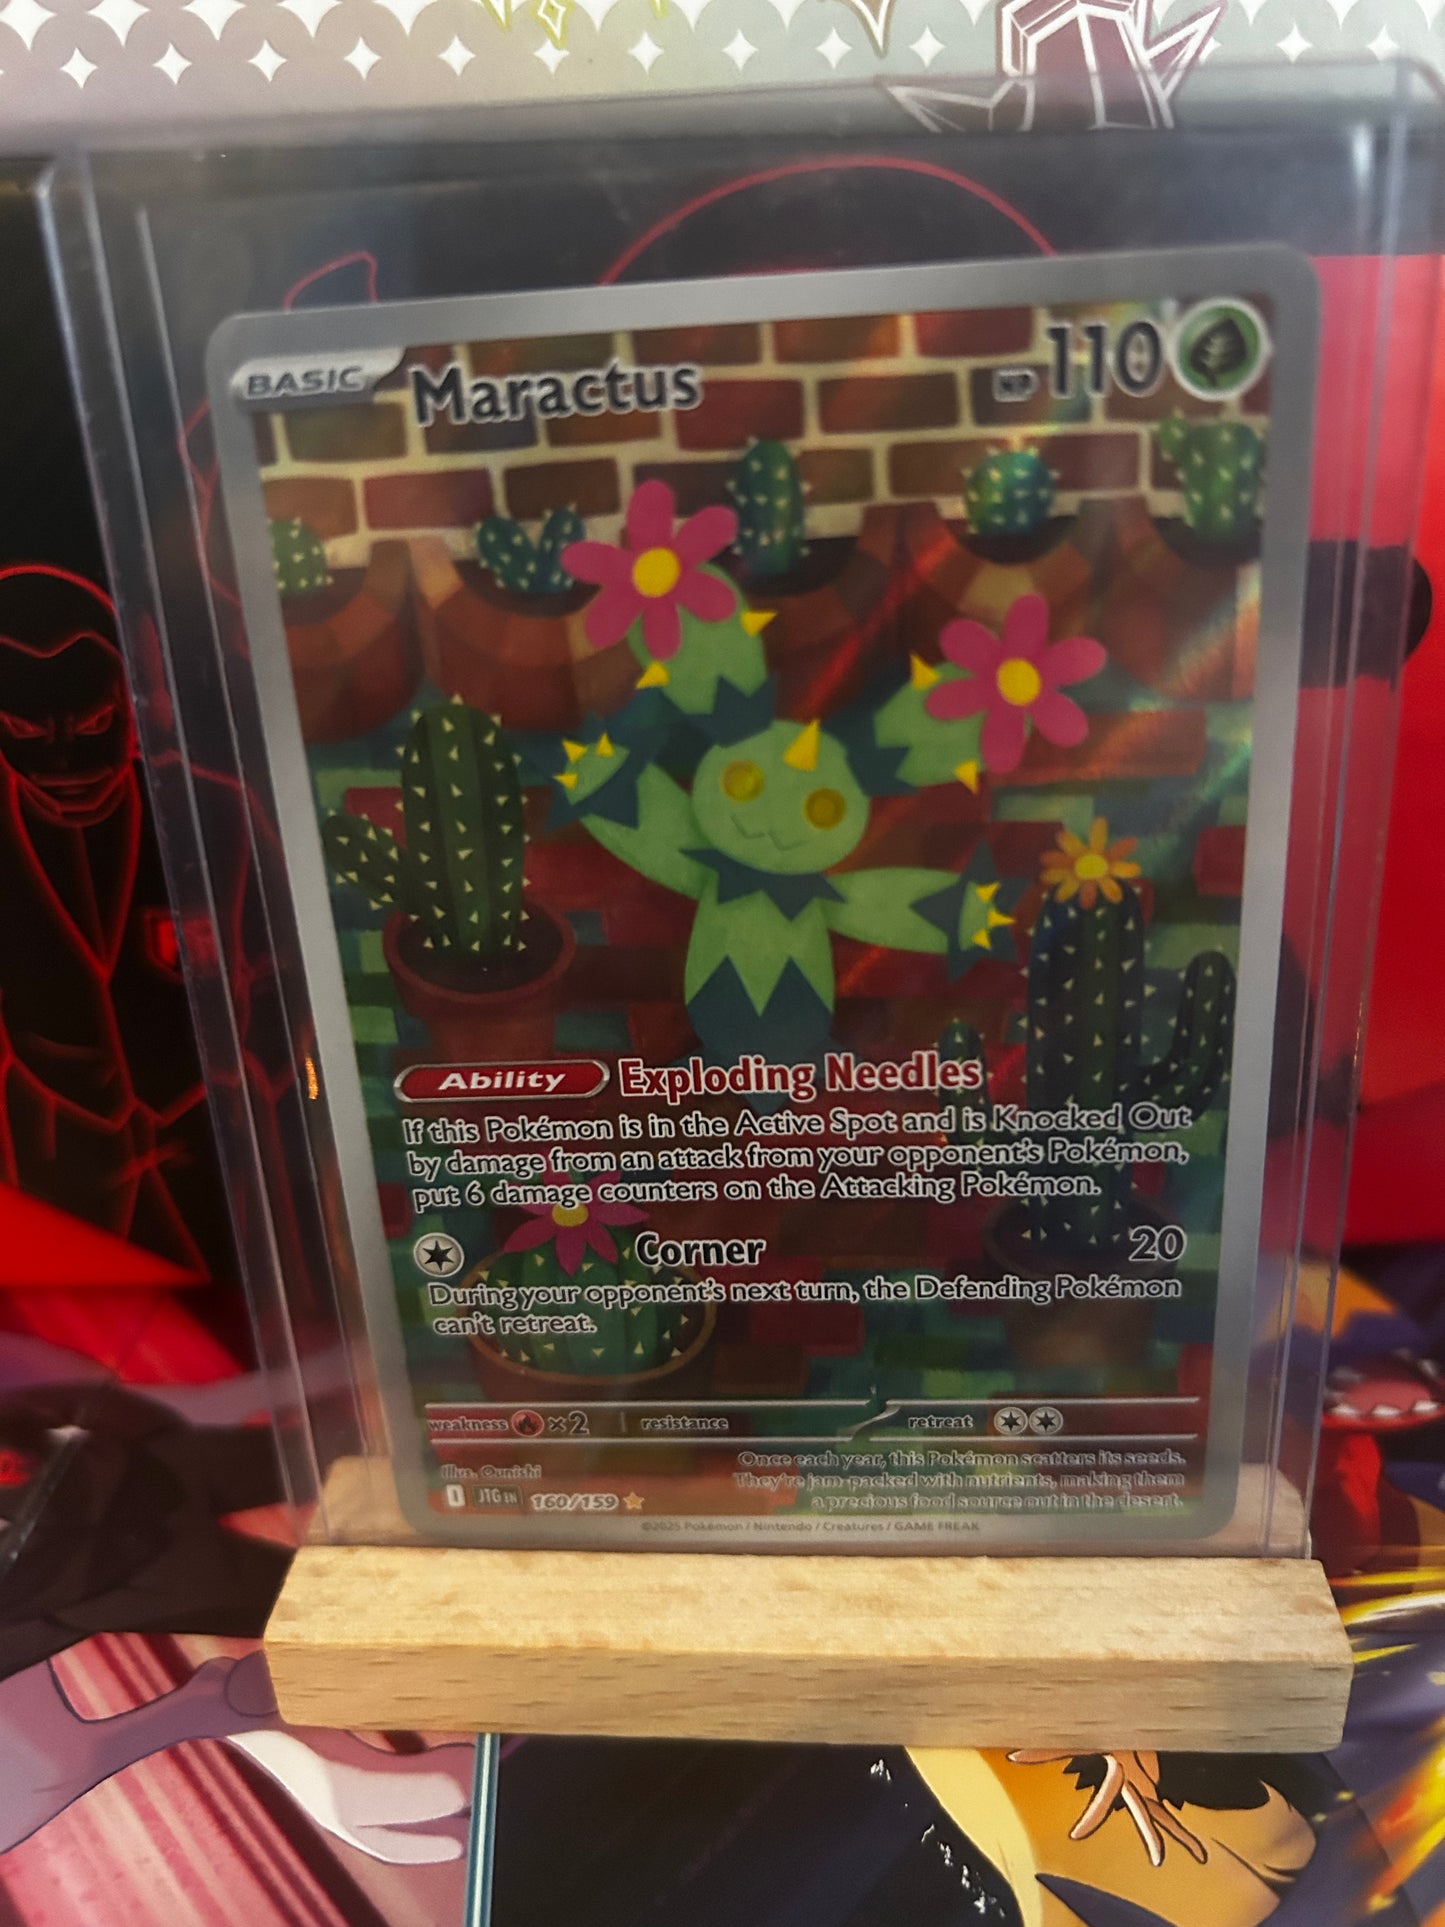 BASIC Maractus HP 110
Ability Exploding Needles
If this Pokémon is in the Active Spot and is Knocked Out
by damage from an attack from your opponent's Pokémon,
put 6 damage counters on the Attacking Pokémon.
Corner 20
During your opponent's next turn, the Defending Pokémon
can't retreat.
weakness ×2 resistance retreat
Illus. Ounishi
Once each year, this Pokémon scatters its seeds.
They're jam-packed with nutrients, making them
a precious food source out in the desert.
JTG EN 160/159
©2025 Pokémon / Nintendo / Creatures / GAME FREAK